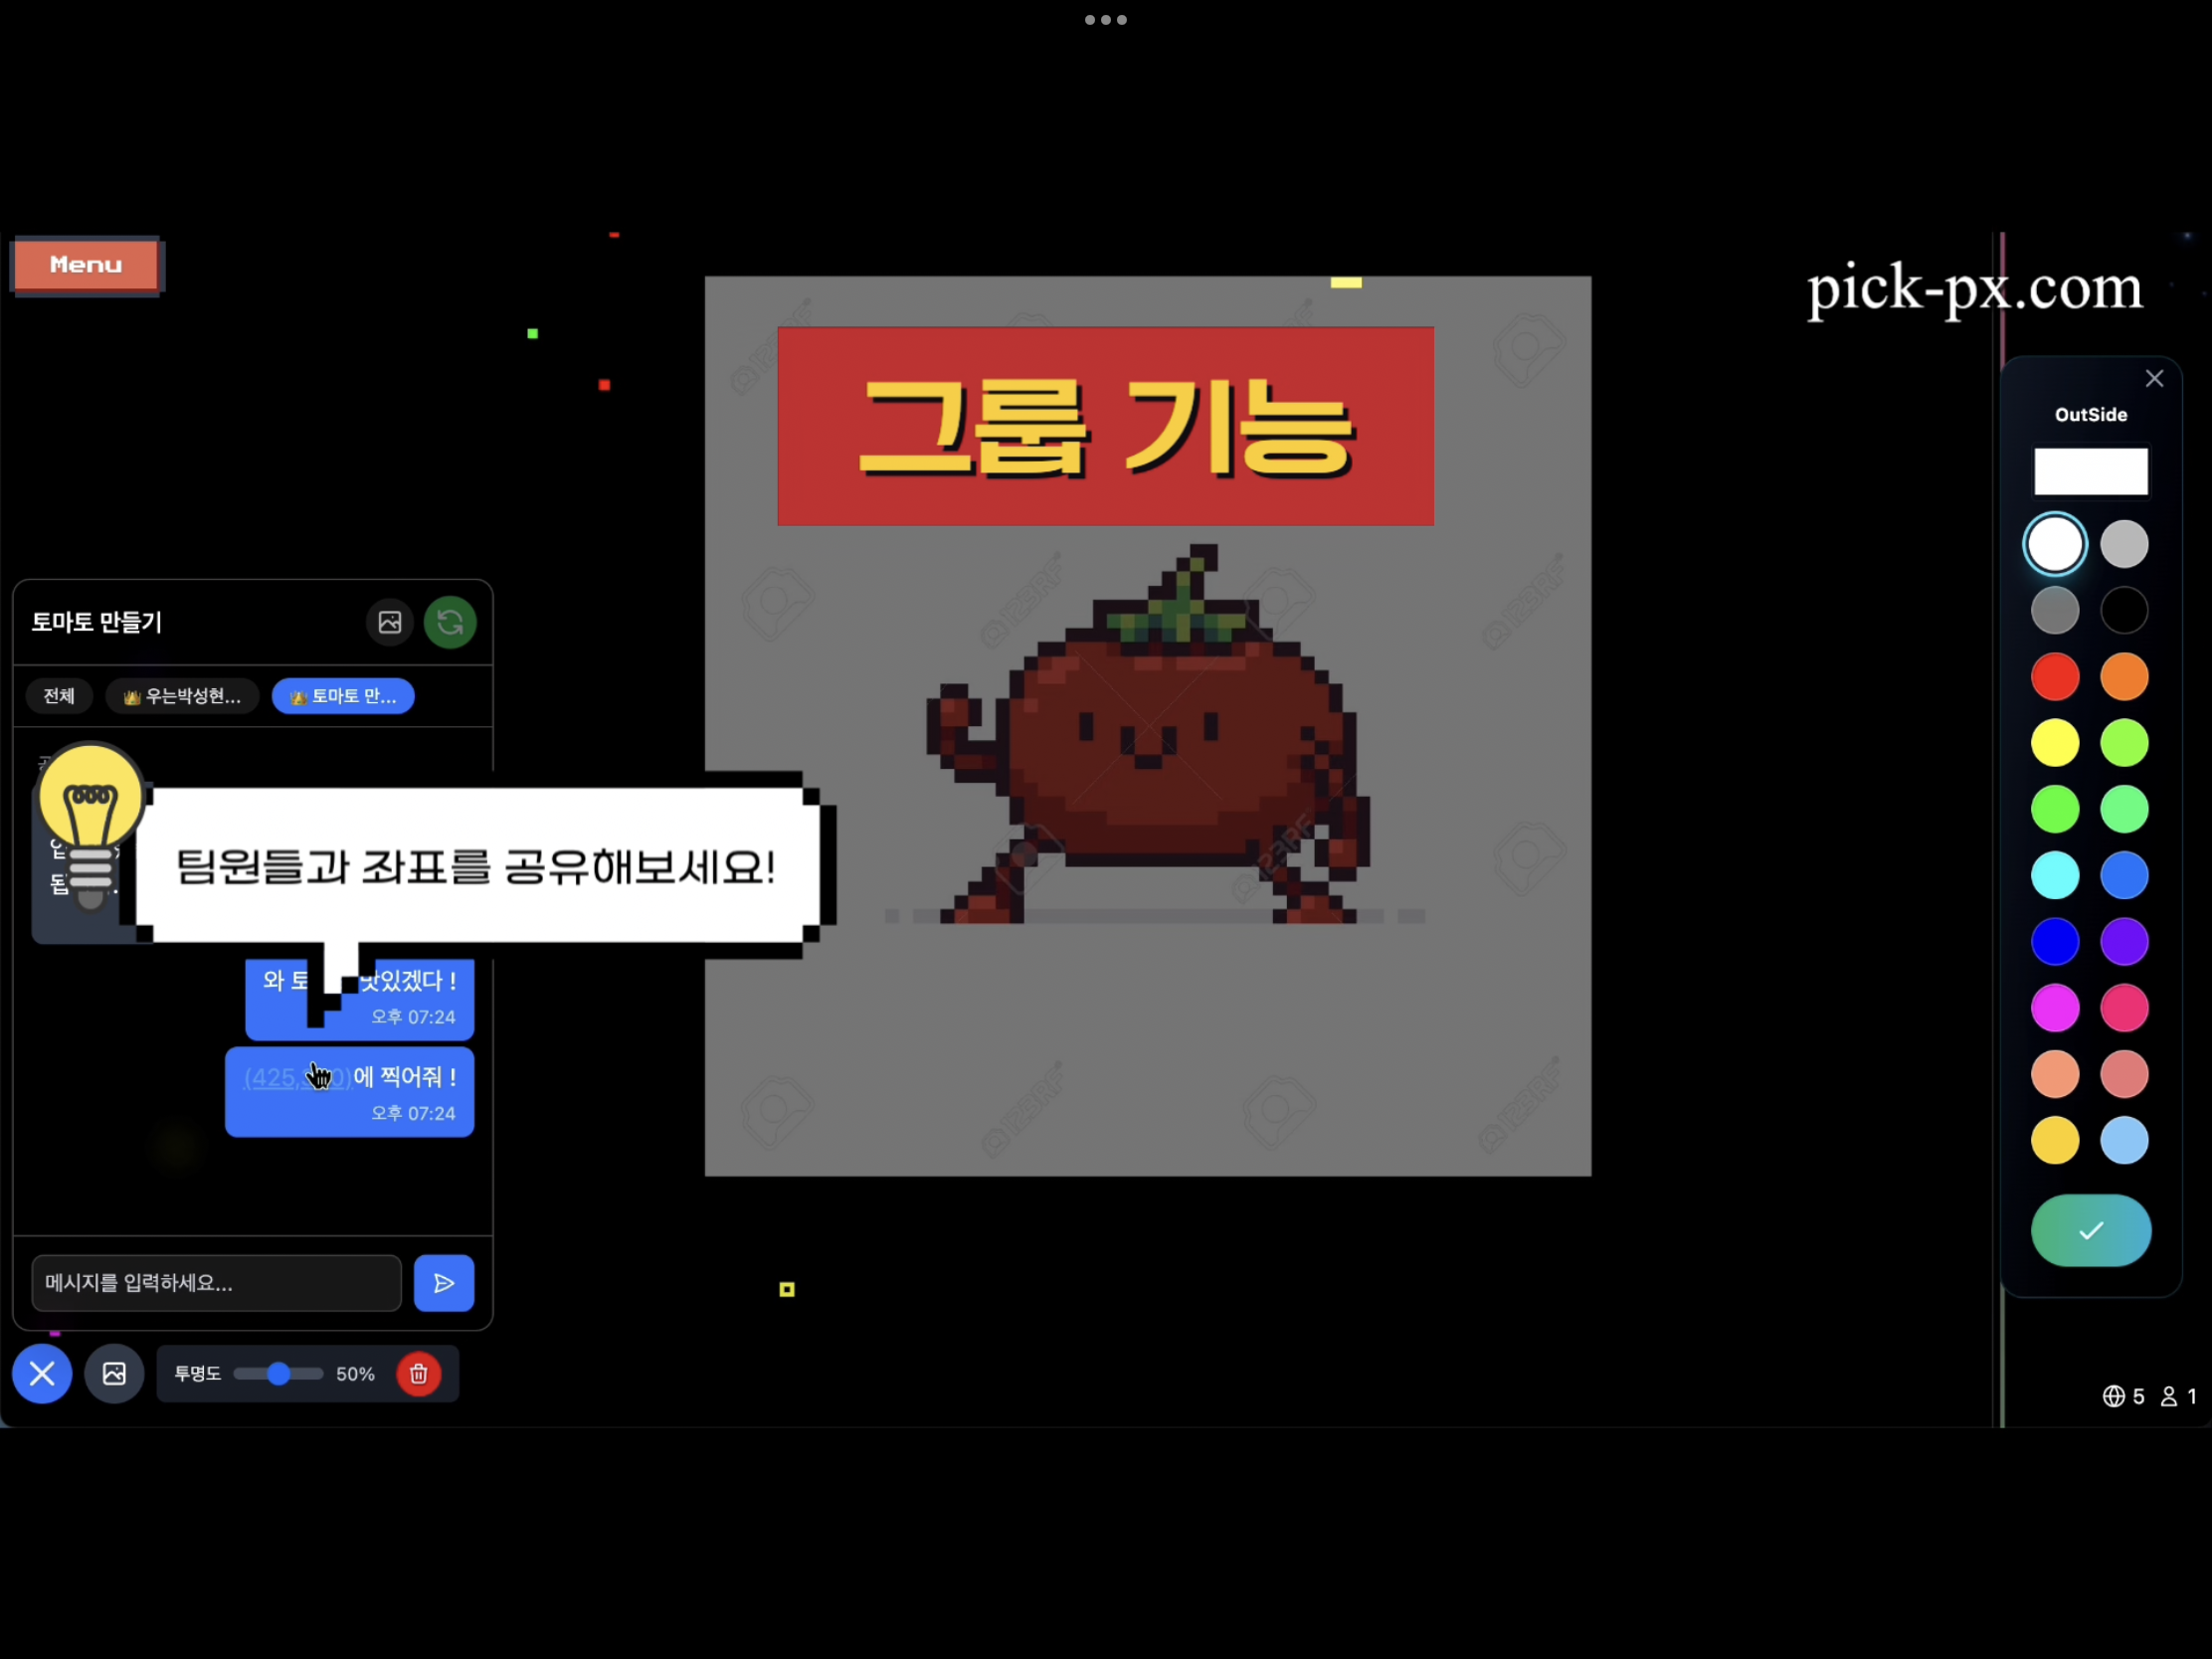 Menu
pick-px.com
그룹 기능
OutSide
토마토 만들기
전체
우는박성현...
토마토 만...
팀원들과 좌표를 공유해보세요!
와 맛있겠다 !
오후 07:24
에 찍어줘 !
오후 07:24
메시지를 입력하세요...
투명도 50%
5 1
123RF